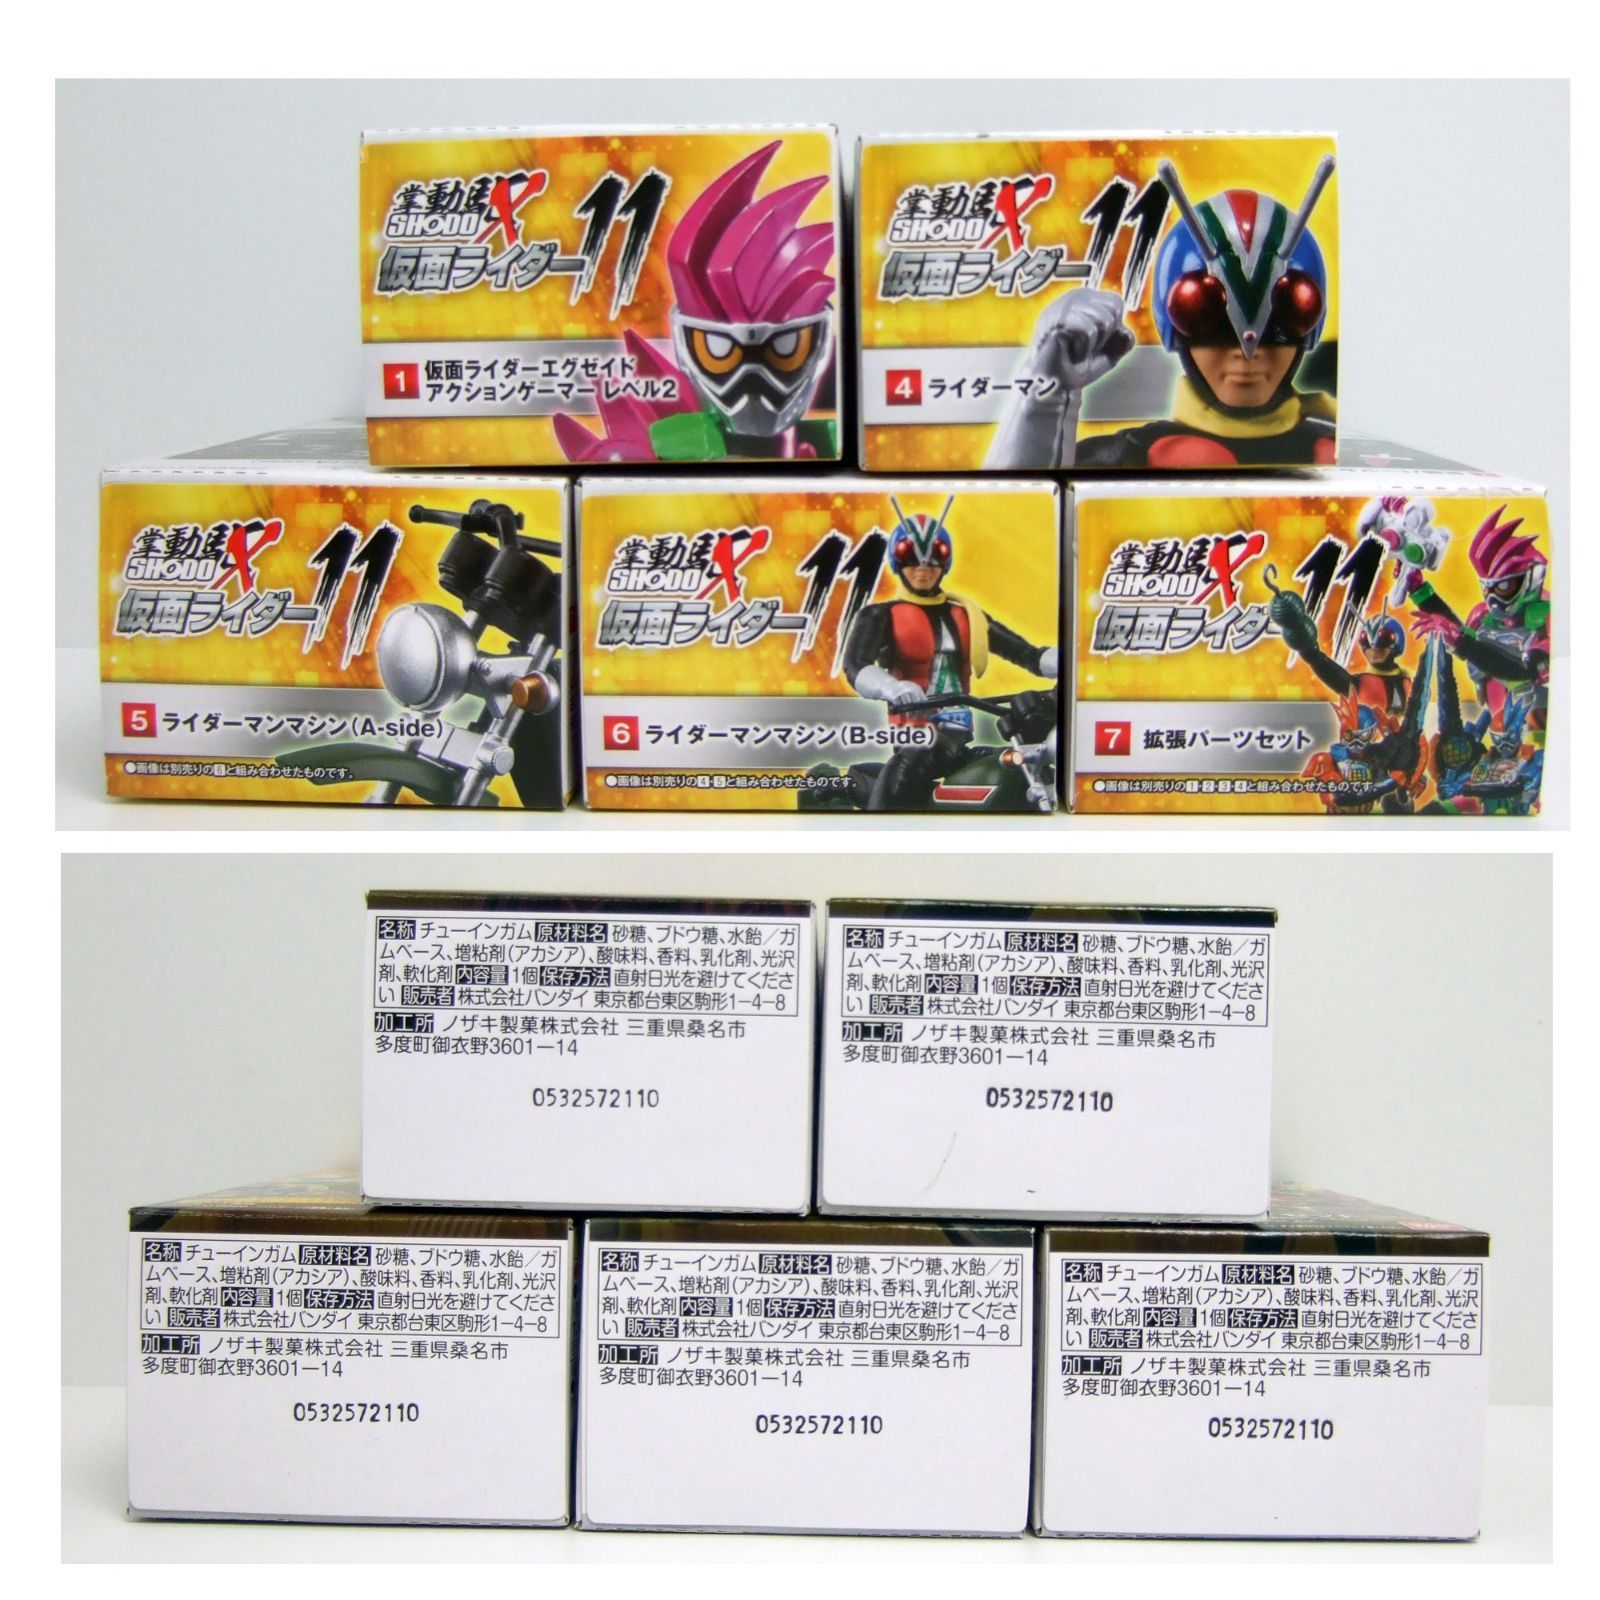 掌動駅X
SHODO
仮面ライダー11
1 仮面ライダーエグゼイド
アクションゲーマー レベル2
SHODO
仮面ライダー11
4 ライダーマン
SHODO
仮面ライダー11
5 ライダーマンマシン(A-side)
●画像は別売りの6と組み合わせたものです。
SHODO
仮面ライダー11
6 ライダーマンマシン(B-side)
●画像は別売りの4・5と組み合わせたものです。
SHODO
仮面ライダー11
7 拡張パーツセット
●画像は別売りの1・2・3・4と組み合わせたものです。
名称 チューインガム 原材料名 砂糖、ブドウ糖、水飴／ガ
ムベース、増粘剤(アカシア)、酸味料、香料、乳化剤、光沢
剤、軟化剤 内容量 1個 保存方法 直射日光を避けてくださ
い 販売者 株式会社バンダイ 東京都台東区駒形1-4-8
加工所 ノザキ製菓株式会社 三重県桑名市
多度町御衣野3601-14
0532572110
名称 チューインガム 原材料名 砂糖、ブドウ糖、水飴／ガ
ムベース、増粘剤(アカシア)、酸味料、香料、乳化剤、光沢
剤、軟化剤 内容量 1個 保存方法 直射日光を避けてくださ
い 販売者 株式会社バンダイ 東京都台東区駒形1-4-8
加工所 ノザキ製菓株式会社 三重県桑名市
多度町御衣野3601-14
0532572110
名称 チューインガム 原材料名 砂糖、ブドウ糖、水飴／ガ
ムベース、増粘剤(アカシア)、酸味料、香料、乳化剤、光沢
剤、軟化剤 内容量 1個 保存方法 直射日光を避けてくださ
い 販売者 株式会社バンダイ 東京都台東区駒形1-4-8
加工所 ノザキ製菓株式会社 三重県桑名市
多度町御衣野3601-14
0532572110
名称 チューインガム 原材料名 砂糖、ブドウ糖、水飴／ガ
ムベース、増粘剤(アカシア)、酸味料、香料、乳化剤、光沢
剤、軟化剤 内容量 1個 保存方法 直射日光を避けてくださ
い 販売者 株式会社バンダイ 東京都台東区駒形1-4-8
加工所 ノザキ製菓株式会社 三重県桑名市
多度町御衣野3601-14
0532572110
名称 チューインガム 原材料名 砂糖、ブドウ糖、水飴／ガ
ムベース、増粘剤(アカシア)、酸味料、香料、乳化剤、光沢
剤、軟化剤 内容量 1個 保存方法 直射日光を避けてくださ
い 販売者 株式会社バンダイ 東京都台東区駒形1-4-8
加工所 ノザキ製菓株式会社 三重県桑名市
多度町御衣野3601-14
0532572110